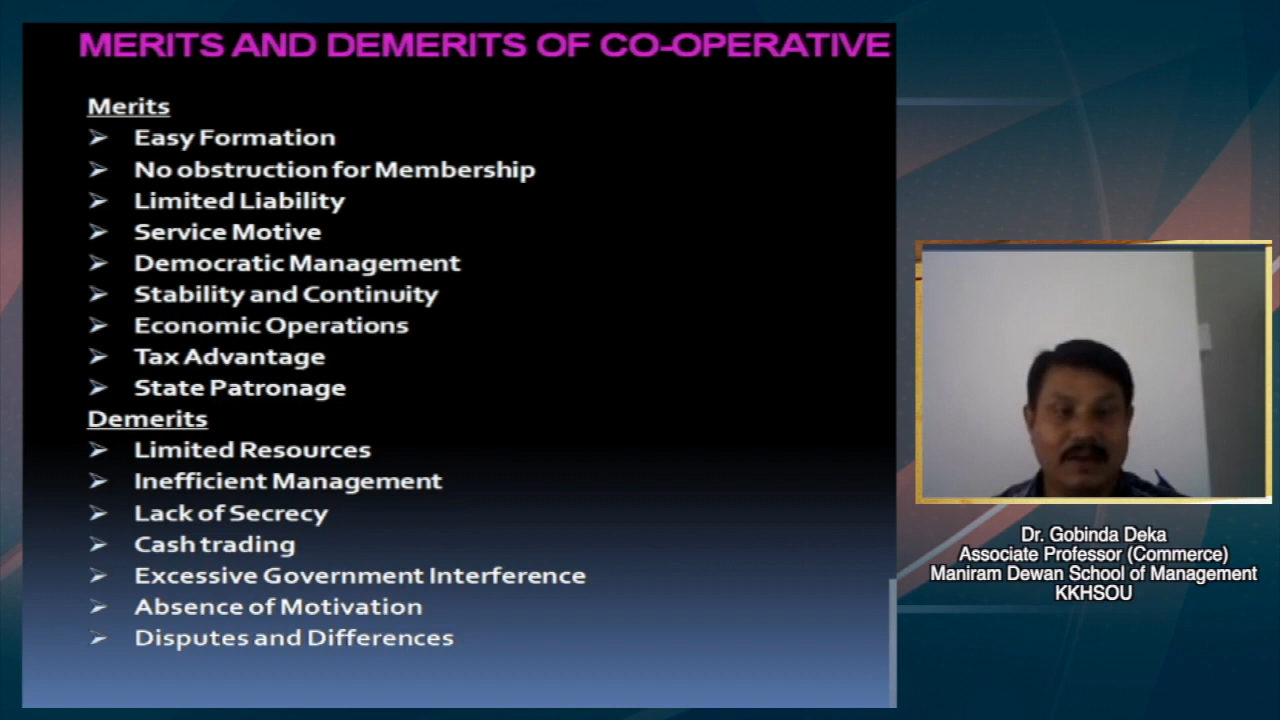 MERITS AND DEMERITS OF CO-OPERATIVE
Merits
Easy Formation
No obstruction for Membership
Limited Liability
Service Motive
Democratic Management
Stability and Continuity
Economic Operations
Tax Advantage
State Patronage
Demerits
Limited Resources
Inefficient Management
Lack of Secrecy
Cash trading
Excessive Government Interference
Absence of Motivation
Disputes and Differences
Dr. Gobinda Deka
Associate Professor (Commerce)
Maniram Dewan School of Management
KKHSOU